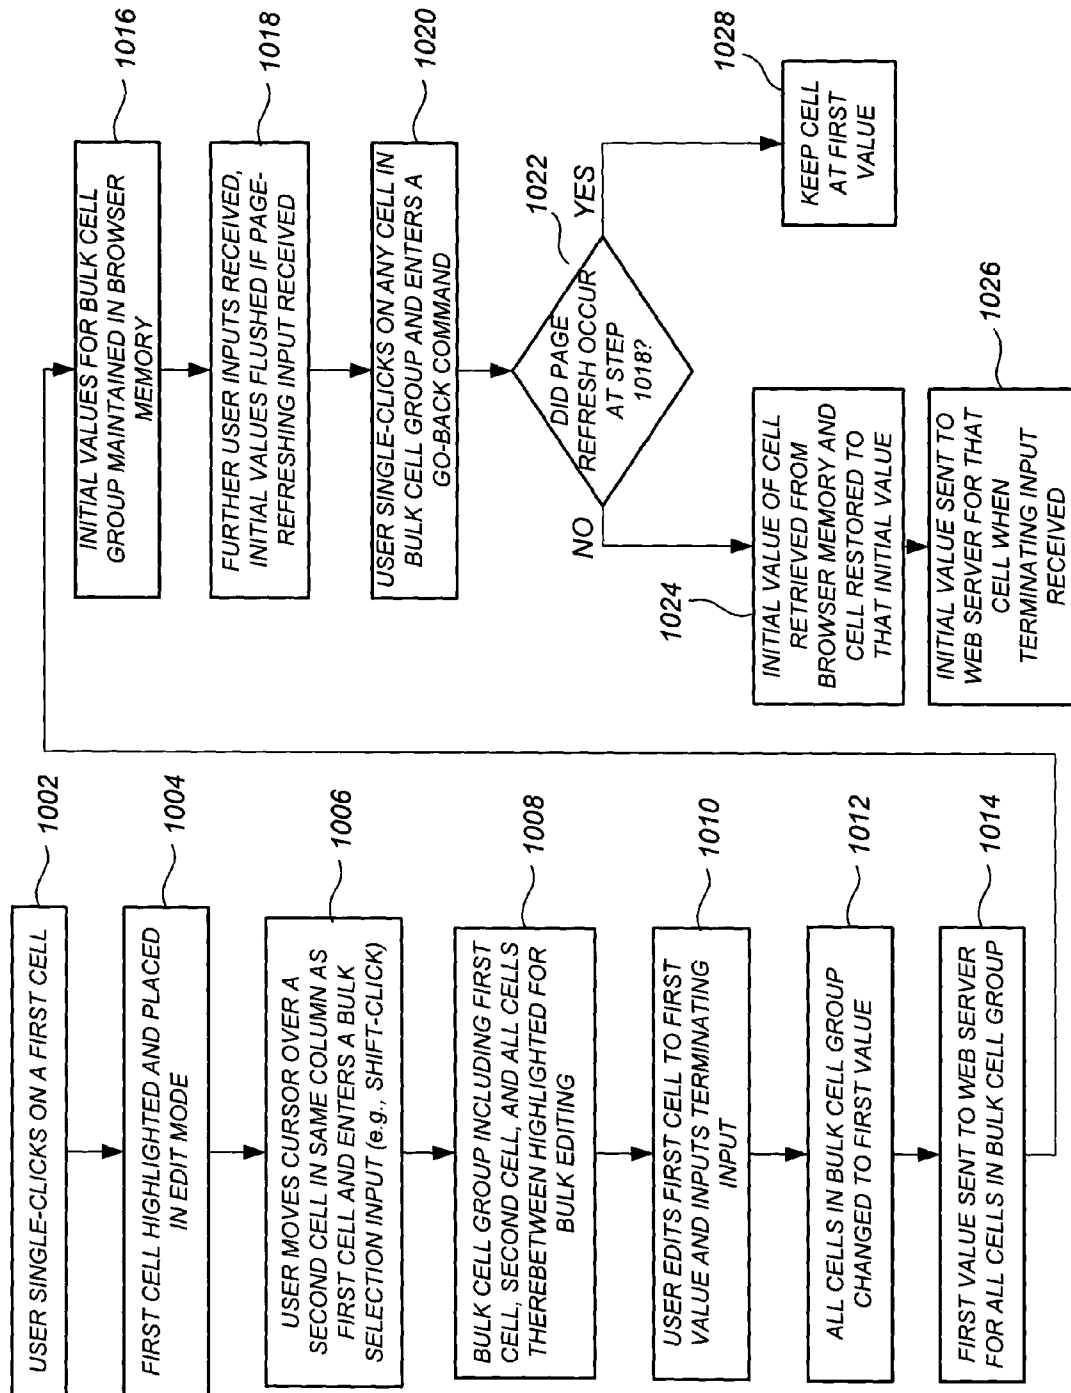 USER SINGLE-CLICKS ON A FIRST CELL
1002
FIRST CELL HIGHLIGHTED AND PLACED
IN EDIT MODE
1004
USER MOVES CURSOR OVER A
SECOND CELL IN SAME COLUMN AS
FIRST CELL AND ENTERS A BULK
SELECTION INPUT (e.g., SHIFT-CLICK)
1006
BULK CELL GROUP INCLUDING FIRST
CELL, SECOND CELL, AND ALL CELLS
THEREBETWEEN HIGHLIGHTED FOR
BULK EDITING
1008
USER EDITS FIRST CELL TO FIRST
VALUE AND INPUTS TERMINATING
INPUT
1010
ALL CELLS IN BULK CELL GROUP
CHANGED TO FIRST VALUE
1012
FIRST VALUE SENT TO WEB SERVER
FOR ALL CELLS IN BULK CELL GROUP
1014
INITIAL VALUES FOR BULK CELL
GROUP MAINTAINED IN BROWSER
MEMORY
1016
FURTHER USER INPUTS RECEIVED,
INITIAL VALUES FLUSHED IF PAGE-
REFRESHING INPUT RECEIVED
1018
USER SINGLE-CLICKS ON ANY CELL IN
BULK CELL GROUP AND ENTERS A
GO-BACK COMMAND
1020
DID PAGE
REFRESH OCCUR
AT STEP
1018?
1022
NO
YES
INITIAL VALUE OF CELL
RETRIEVED FROM
BROWSER MEMORY AND
CELL RESTORED TO
THAT INITIAL VALUE
1024
INITIAL VALUE SENT TO
WEB SERVER FOR THAT
CELL WHEN
TERMINATING INPUT
RECEIVED
1026
KEEP CELL
AT FIRST
VALUE
1028